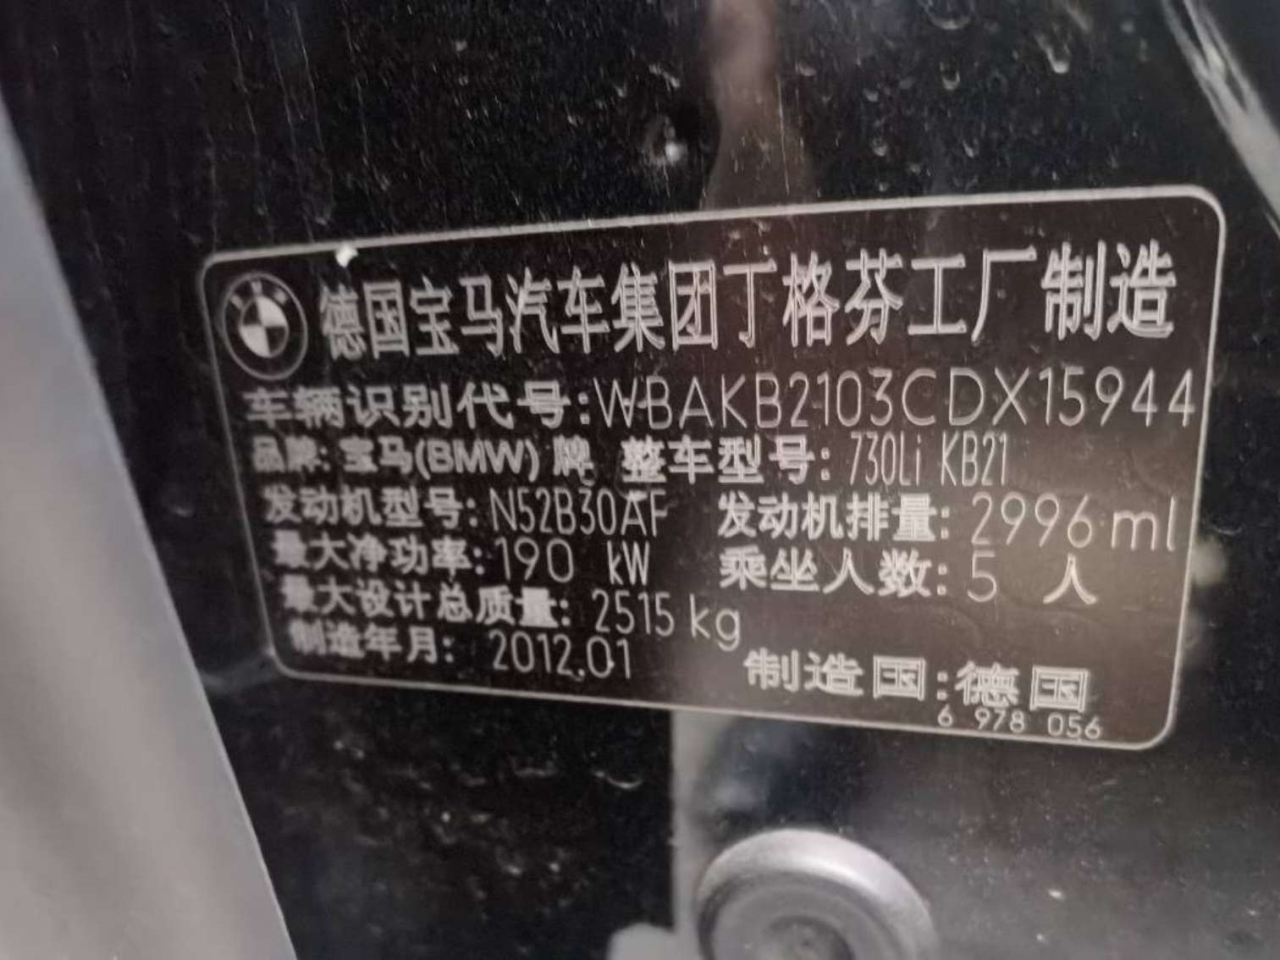 德国宝马汽车集团丁格芬工厂制造
车辆识别代号:WBAKB2103CDX15944
品牌: 宝马(BMW) 牌 整车型号: 730Li KB21
发动机型号: N52B30AF 发动机排量: 2996 ml
最大净功率: 190 kW 乘坐人数: 5 人
最大设计总质量: 2515 kg
制造年月: 2012.01
制造国:德国
6 978 056